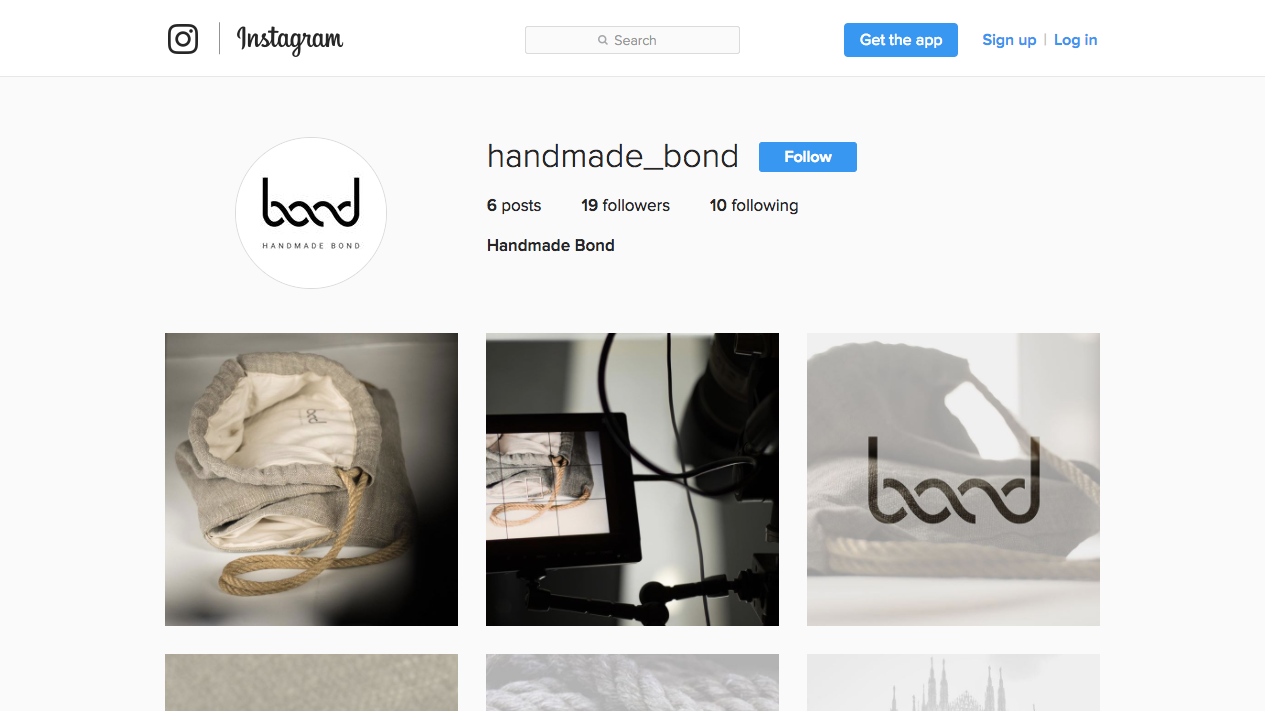 Instagram
Search
Get the app
Sign up | Log in
bond
HANDMADE BOND
handmade_bond
Follow
6 posts 19 followers 10 following
Handmade Bond
bond
bond